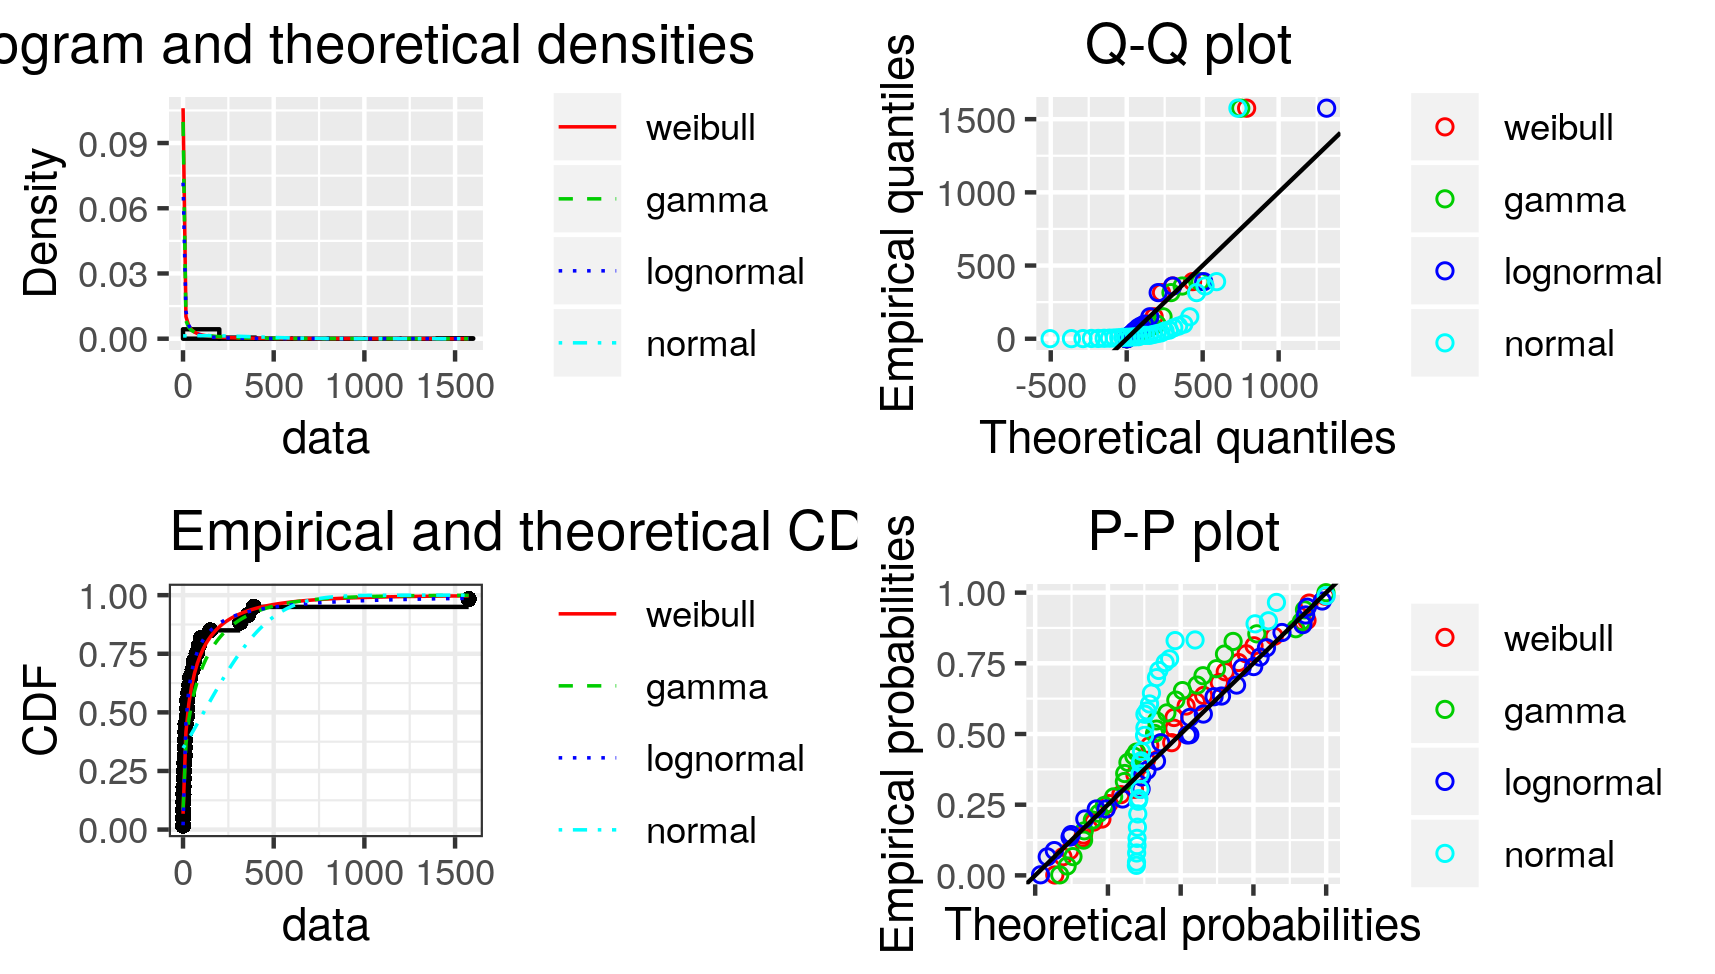 ogram and theoretical densities
Density
0.09
0.06
0.03
0.00
0 500 1000 1500
data
weibull
gamma
lognormal
normal
Q-Q plot
Empirical quantiles
1500
1000
500
0
-500 0 500 1000
Theoretical quantiles
weibull
gamma
lognormal
normal
Empirical and theoretical CD
CDF
1.00
0.75
0.50
0.25
0.00
0 500 1000 1500
data
weibull
gamma
lognormal
normal
P-P plot
Empirical probabilities
1.00
0.75
0.50
0.25
0.00
Theoretical probabilities
weibull
gamma
lognormal
normal